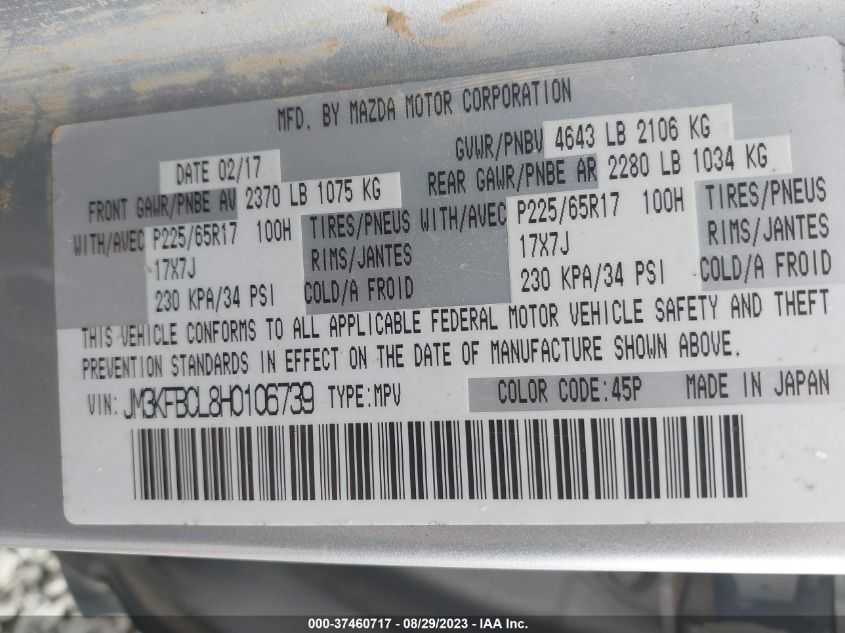 MFD. BY MAZDA MOTOR CORPORATION
DATE 02/17 GVWR/PNBV 4643 LB 2106 KG
FRONT GAWR/PNBE AV 2370 LB 1075 KG REAR GAWR/PNBE AR 2280 LB 1034 KG
WITH/AVEC P225/65R17 100H TIRES/PNEUS WITH/AVEC P225/65R17 100H TIRES/PNEUS
17X7J RIMS/JANTES 17X7J RIMS/JANTES
230 KPA/34 PSI COLD/A FROID 230 KPA/34 PSI COLD/A FROID
THIS VEHICLE CONFORMS TO ALL APPLICABLE FEDERAL MOTOR VEHICLE SAFETY AND THEFT
PREVENTION STANDARDS IN EFFECT ON THE DATE OF MANUFACTURE SHOWN ABOVE.
VIN: JM3KFBCL8H0106739 TYPE:MPV COLOR CODE:45P MADE IN JAPAN
000-37460717 - 08/29/2023 - IAA Inc.